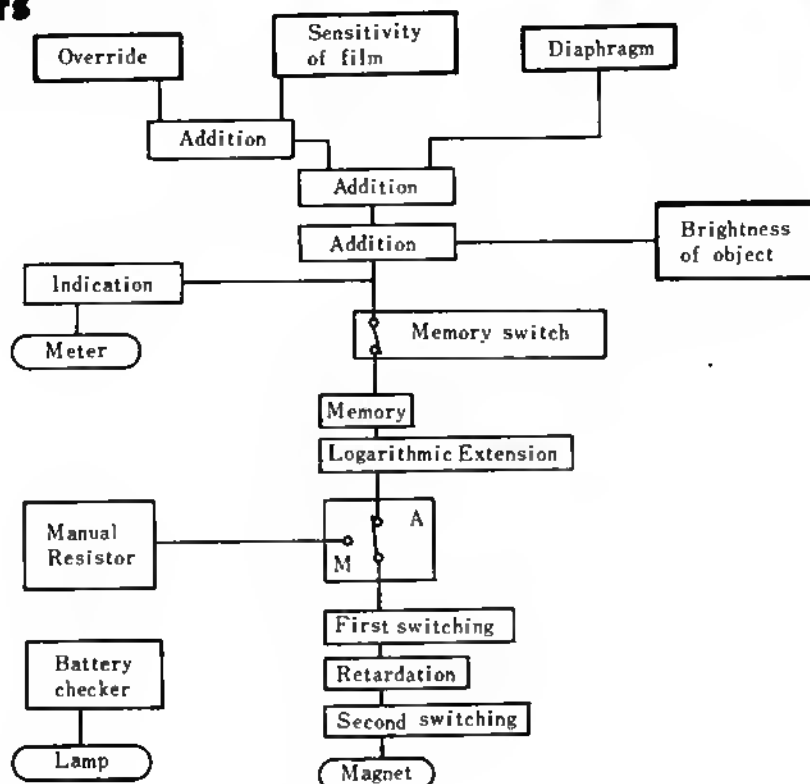 rs
Override
Sensitivity
of film
Diaphragm
Addition
Addition
Addition
Brightness
of object
Indication
Meter
Memory switch
Memory
Logarithmic Extension
Manual
Resistor
A
M
First switching
Retardation
Battery
checker
Second switching
Lamp
Magnet